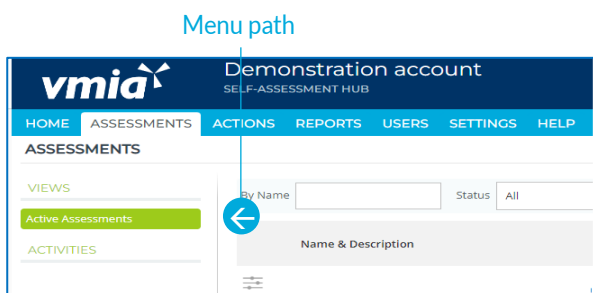 Menu path
vmia
Demonstration account
SELF-ASSESSMENT HUB
HOME ASSESSMENTS ACTIONS REPORTS USERS SETTINGS HELP
ASSESSMENTS
VIEWS
By Name Status All
Active Assessments
Name & Description
ACTIVITIES